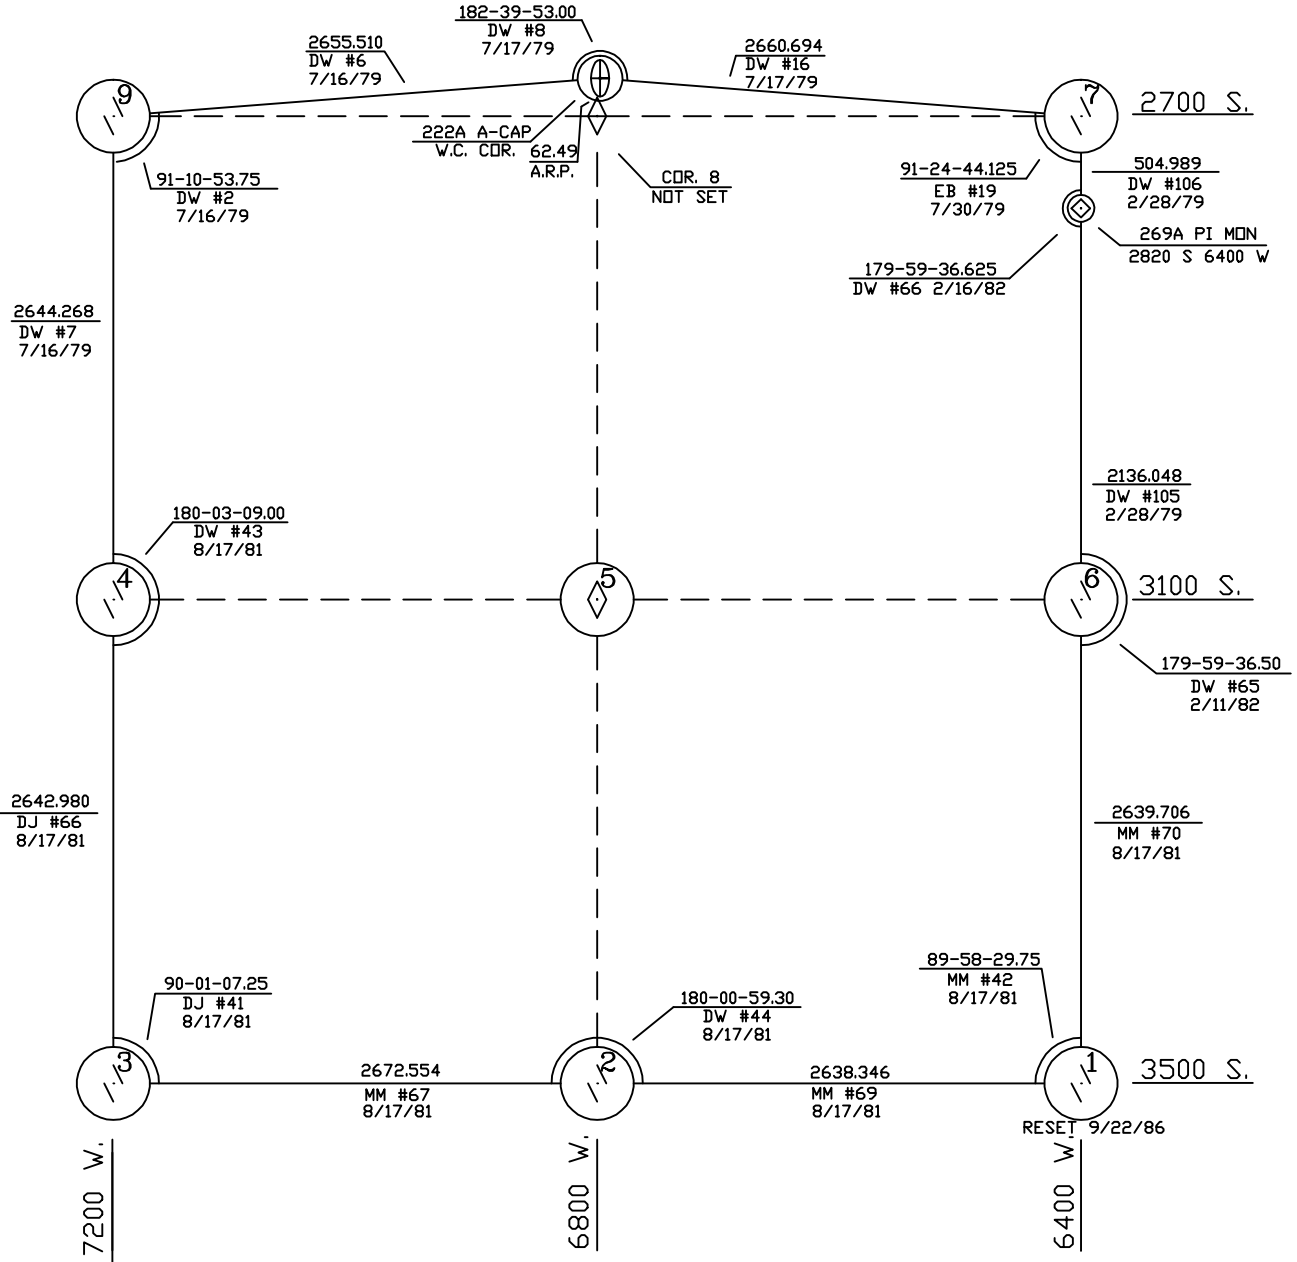 182-39-53.00
DW #8
7/17/79
2655.510
DW #6
7/16/79
2660.694
DW #16
7/17/79
9
7
2700 S.
222A A-CAP
W.C. COR.
62.49
A.R.P.
COR. 8
NOT SET
91-10-53.75
DW #2
7/16/79
91-24-44.125
EB #19
7/30/79
504.989
DW #106
2/28/79
269A PI MON
2820 S 6400 W
179-59-36.625
DW #66 2/16/82
2644.268
DW #7
7/16/79
2136.048
DW #105
2/28/79
180-03-09.00
DW #43
8/17/81
4
5
6
3100 S.
179-59-36.50
DW #65
2/11/82
2642.980
DJ #66
8/17/81
2639.706
MM #70
8/17/81
90-01-07.25
DJ #41
8/17/81
180-00-59.30
DW #44
8/17/81
89-58-29.75
MM #42
8/17/81
3
2
1
3500 S.
2672.554
MM #67
8/17/81
2638.346
MM #69
8/17/81
RESET 9/22/86
7200 W.
6800 W.
6400 W.